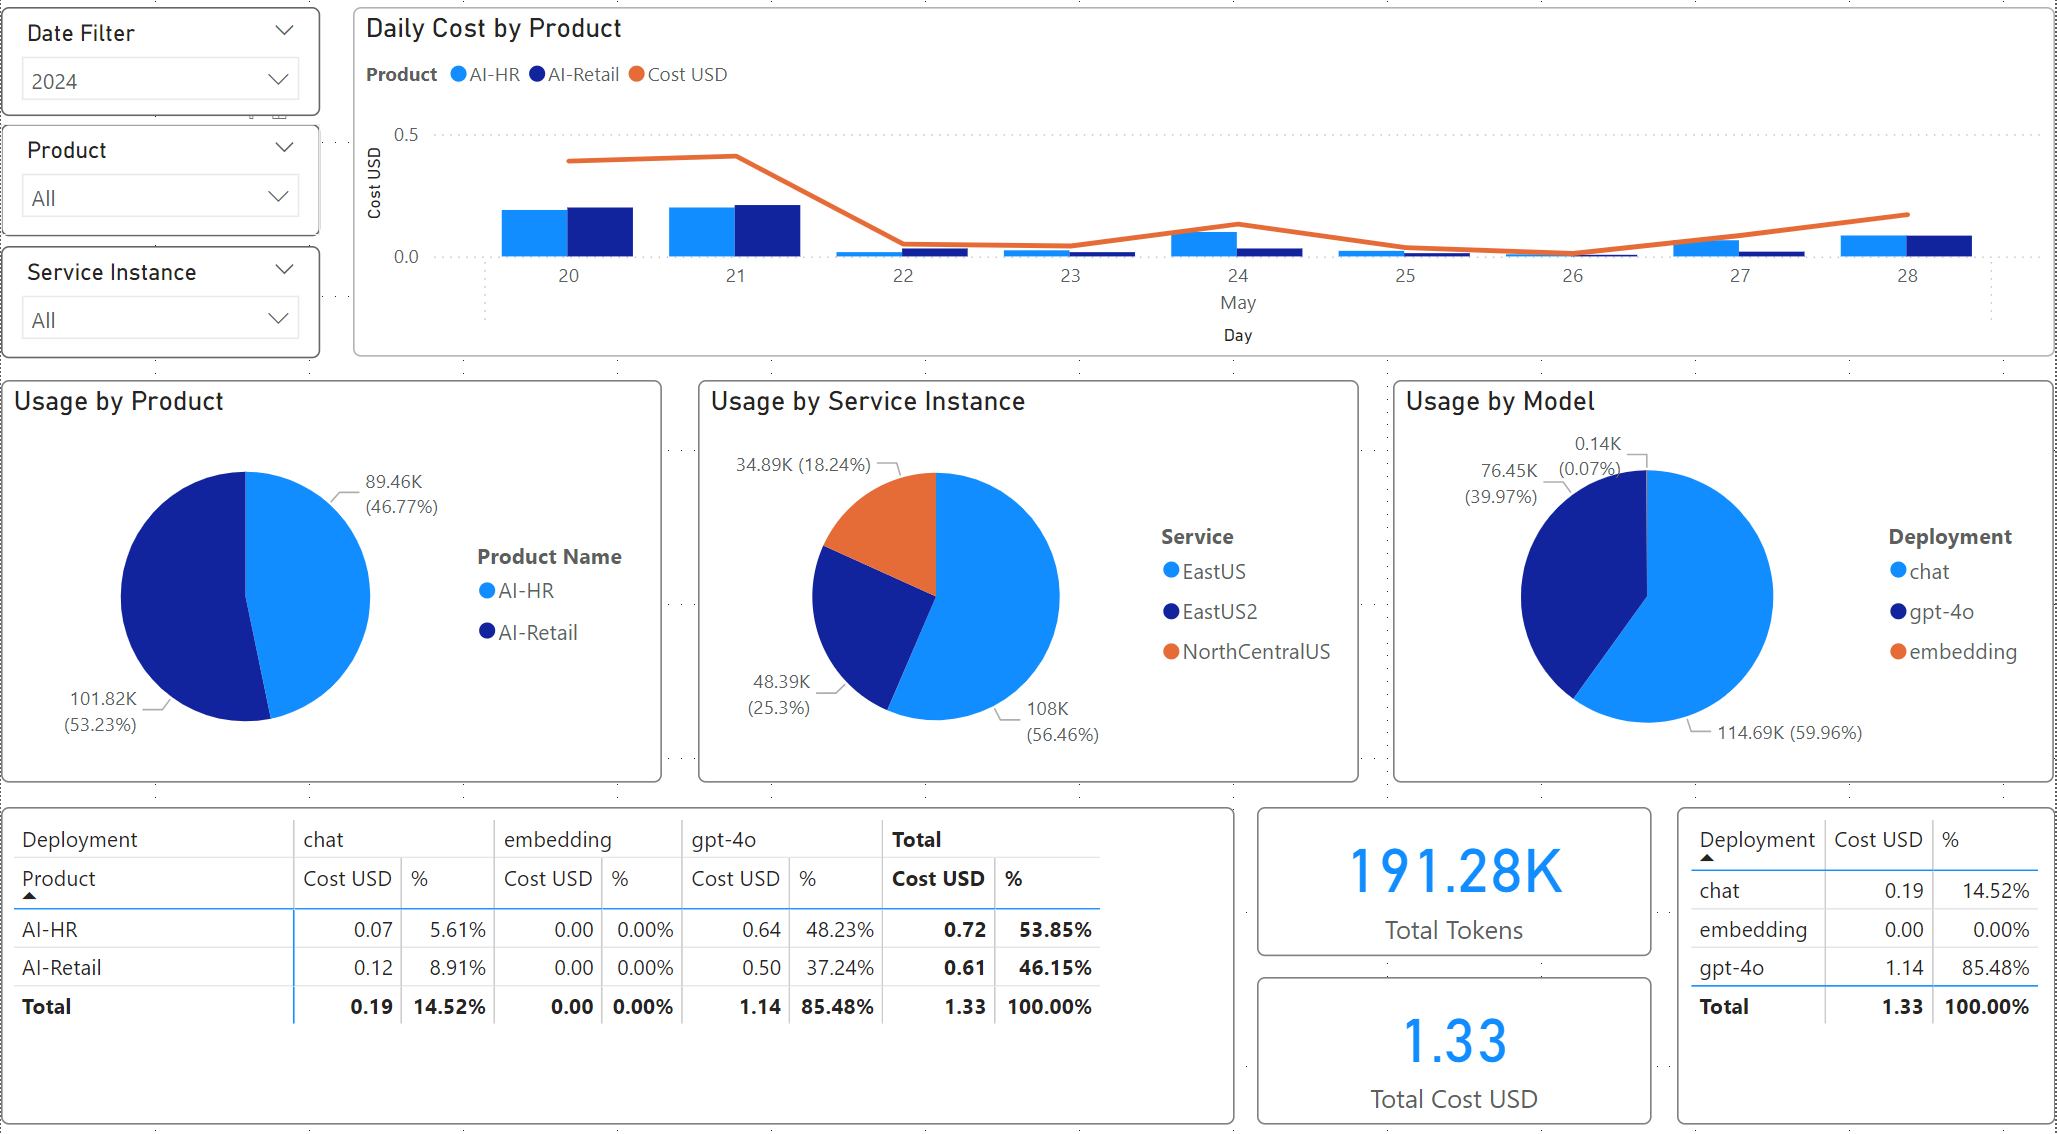 Date Filter
2024
Product
All
Service Instance
All
Daily Cost by Product
Product AI-HR AI-Retail Cost USD
Cost USD
0.5
0.0
20 21 22 23 24 25 26 27 28
May
Day
Usage by Product
89.46K
(46.77%)
101.82K
(53.23%)
Product Name
AI-HR
AI-Retail
Usage by Service Instance
34.89K (18.24%)
48.39K
(25.3%)
108K
(56.46%)
Service
EastUS
EastUS2
NorthCentralUS
Usage by Model
0.14K
(0.07%)
76.45K
(39.97%)
114.69K (59.96%)
Deployment
chat
gpt-4o
embedding
Deployment chat embedding gpt-4o Total
Product Cost USD % Cost USD % Cost USD % Cost USD %
AI-HR 0.07 5.61% 0.00 0.00% 0.64 48.23% 0.72 53.85%
AI-Retail 0.12 8.91% 0.00 0.00% 0.50 37.24% 0.61 46.15%
Total 0.19 14.52% 0.00 0.00% 1.14 85.48% 1.33 100.00%
191.28K
Total Tokens
1.33
Total Cost USD
Deployment Cost USD %
chat 0.19 14.52%
embedding 0.00 0.00%
gpt-4o 1.14 85.48%
Total 1.33 100.00%